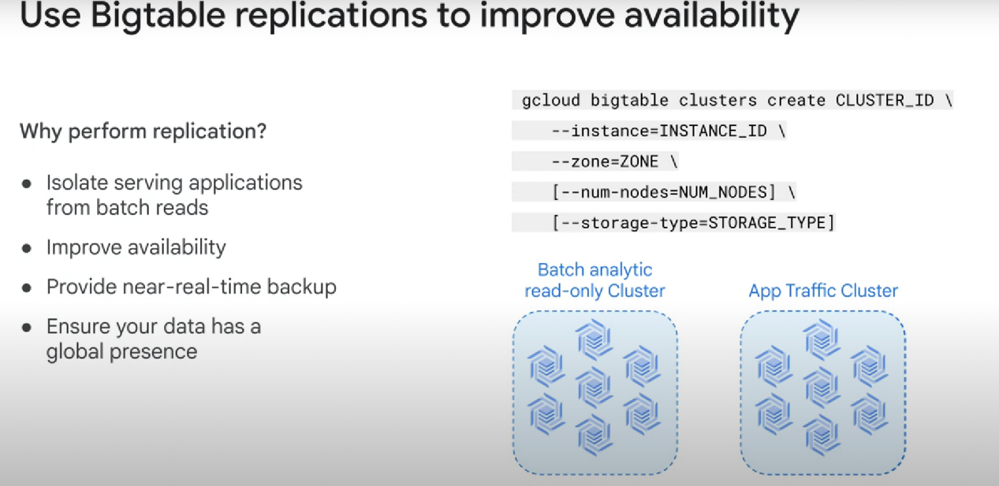 Use Bigtable replications to improve availability
Why perform replication?
● Isolate serving applications
from batch reads
● Improve availability
● Provide near-real-time backup
● Ensure your data has a
global presence
gcloud bigtable clusters create CLUSTER_ID \
--instance=INSTANCE_ID \
--zone=ZONE \
[--num-nodes=NUM_NODES] \
[--storage-type=STORAGE_TYPE]
Batch analytic
read-only Cluster
App Traffic Cluster